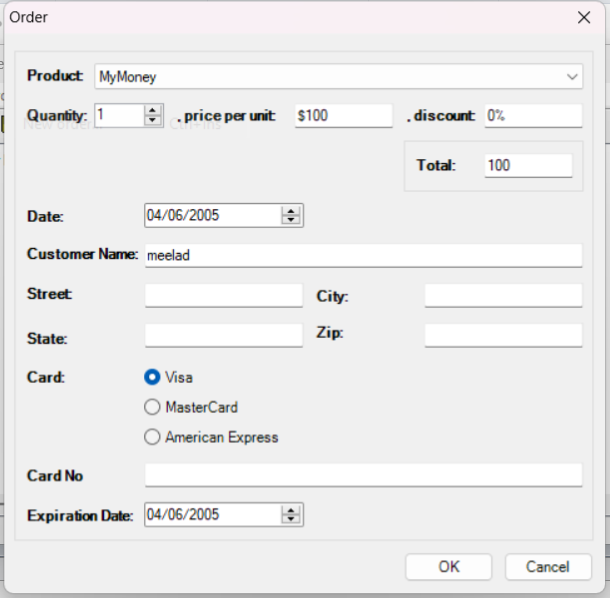 Order
Product: MyMoney
Quantity: 1 , price per unit: $100 , discount: 0%
New order... Ctrl+Ins
Total: 100
Date: 04/06/2005
Customer Name: meelad
Street: City:
State: Zip:
Card: Visa
MasterCard
American Express
Card No
Expiration Date: 04/06/2005
OK Cancel